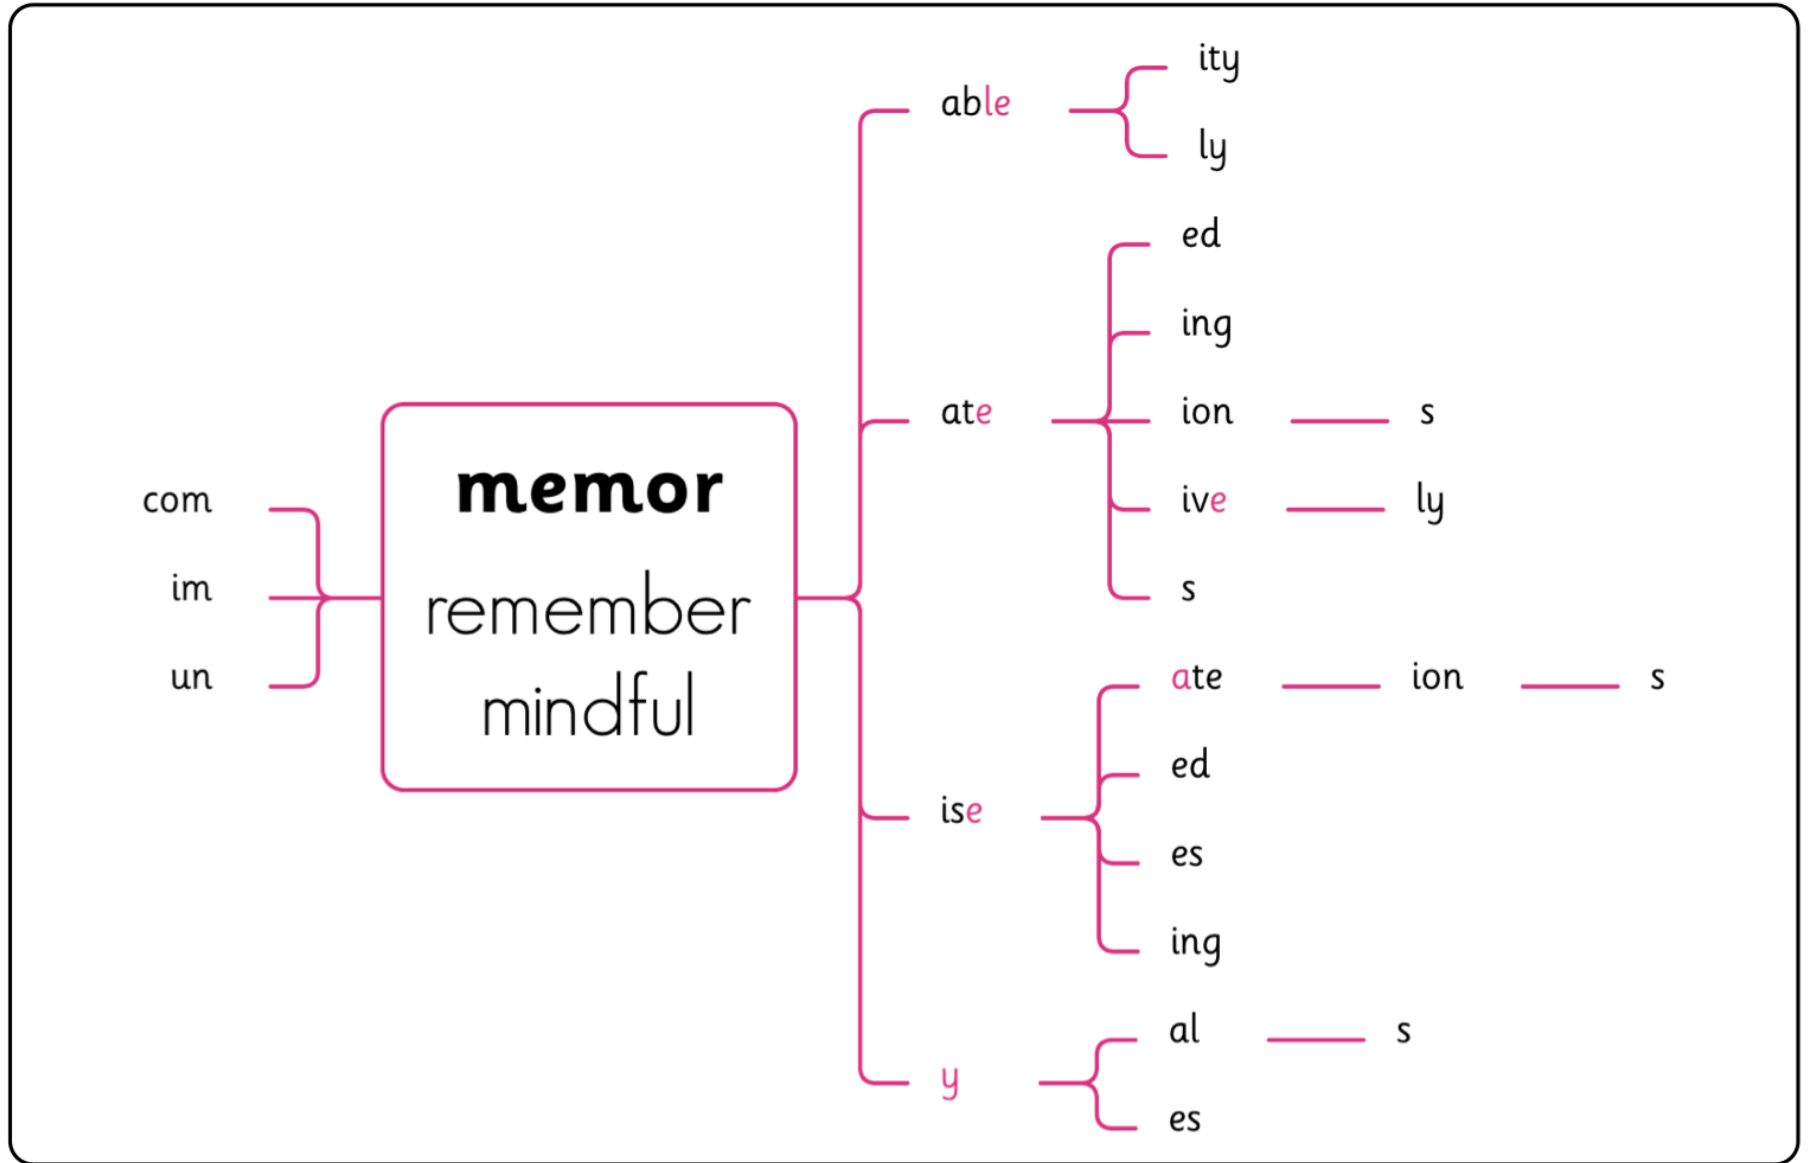 com
im
un
memor
remember
mindful
able
ity
ly
ate
ed
ing
ion s
ive ly
s
ise
ate ion s
ed
es
ing
y
al s
es